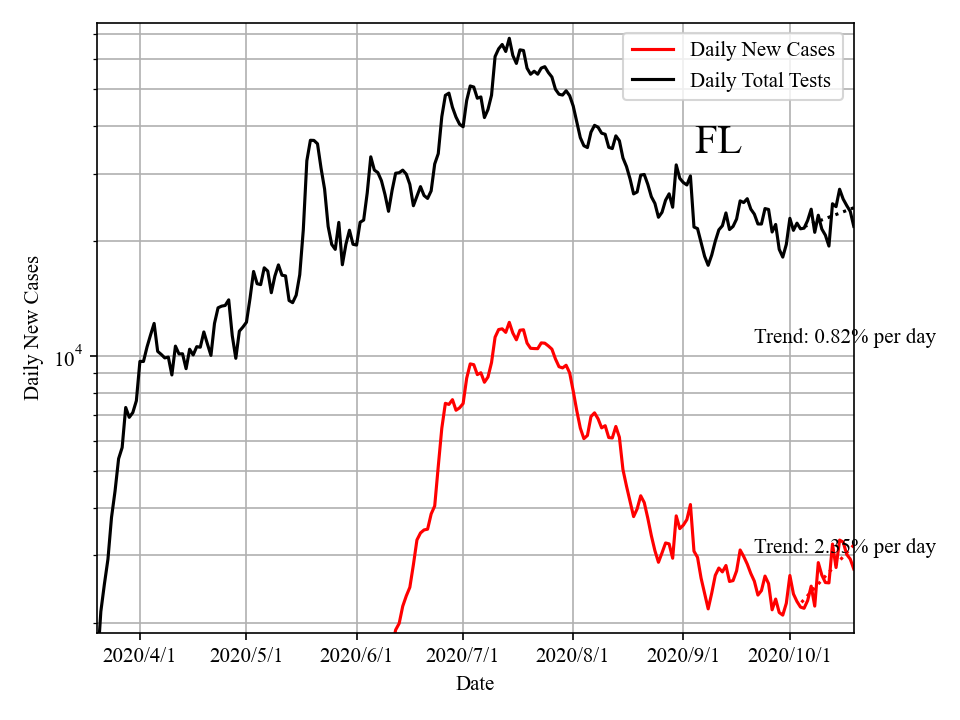 Daily New Cases
Daily Total Tests
FL
Trend: 0.82% per day
Trend: 2.35% per day
Daily New Cases
10^4
2020/4/1 2020/5/1 2020/6/1 2020/7/1 2020/8/1 2020/9/1 2020/10/1
Date